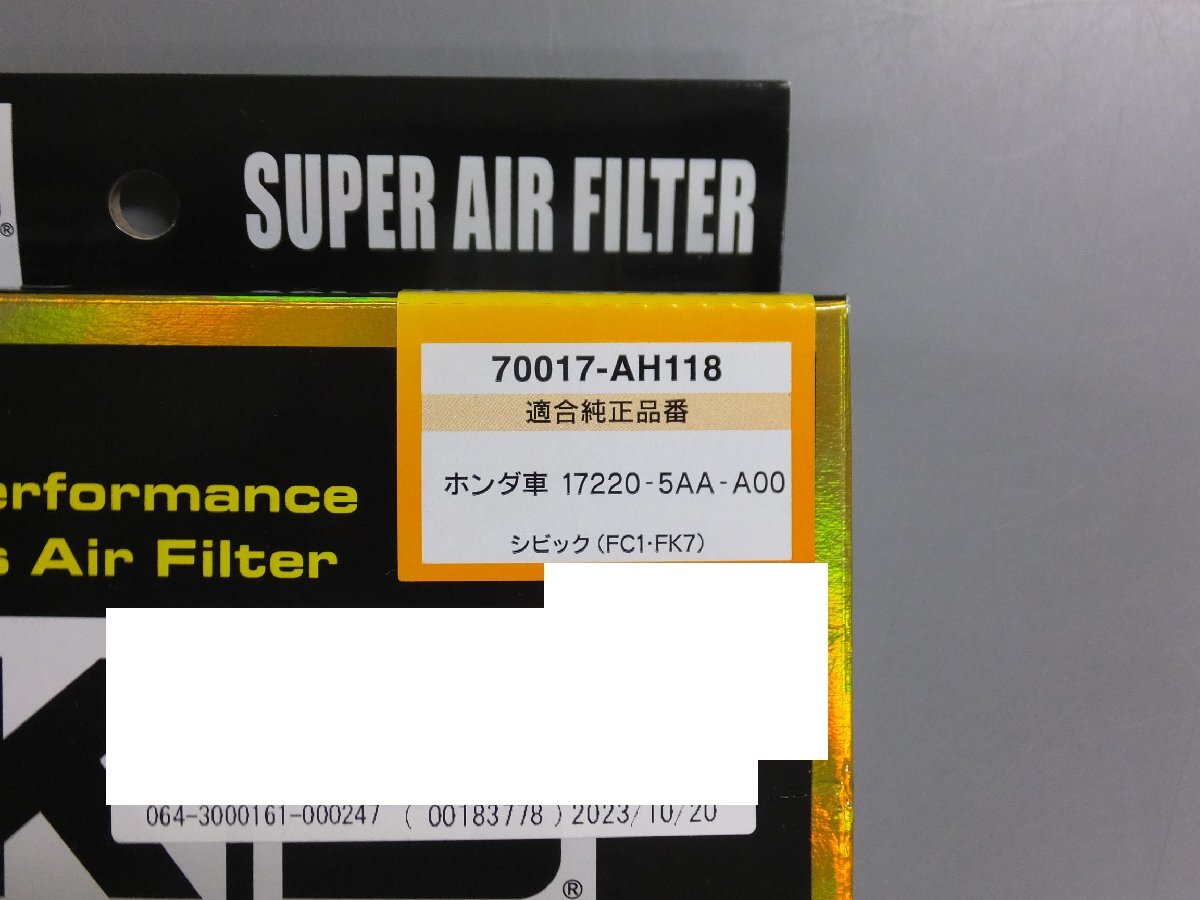 ®
SUPER AIR FILTER
70017-AH118
適合純正品番
ホンダ車 17220-5AA-A00
シビック(FC1・FK7)
erformance
s Air Filter
064-3000161-000247 ( 00183778 ) 2023/10/20
®